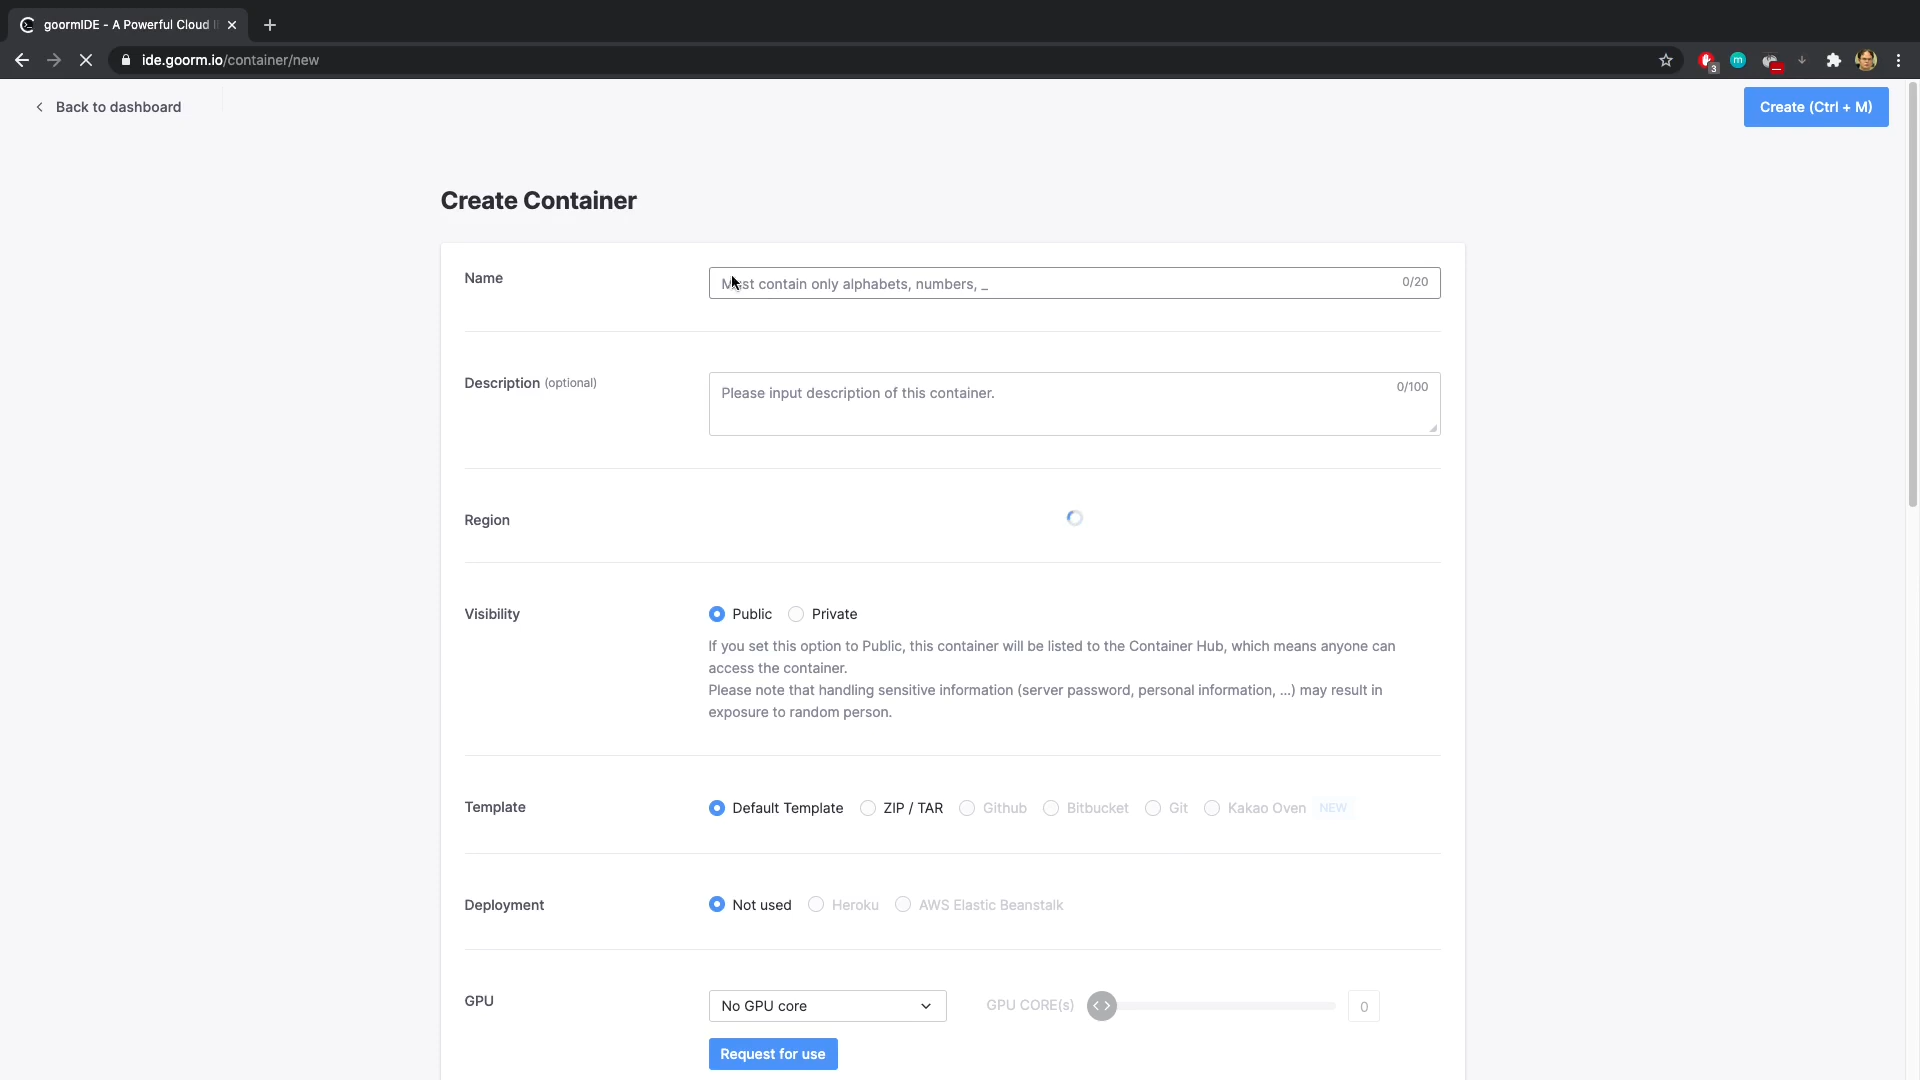 goormIDE - A Powerful Cloud I
ide.goorm.io/container/new
3
m
Back to dashboard
Create (Ctrl + M)
Create Container
Name
Must contain only alphabets, numbers, _
0/20
Description (optional)
Please input description of this container.
0/100
Region
Visibility
Public
Private
If you set this option to Public, this container will be listed to the Container Hub, which means anyone can
access the container.
Please note that handling sensitive information (server password, personal information, ...) may result in
exposure to random person.
Template
Default Template
ZIP / TAR
Github
Bitbucket
Git
Kakao Oven
NEW
Deployment
Not used
Heroku
AWS Elastic Beanstalk
GPU
No GPU core
GPU CORE(s)
0
Request for use